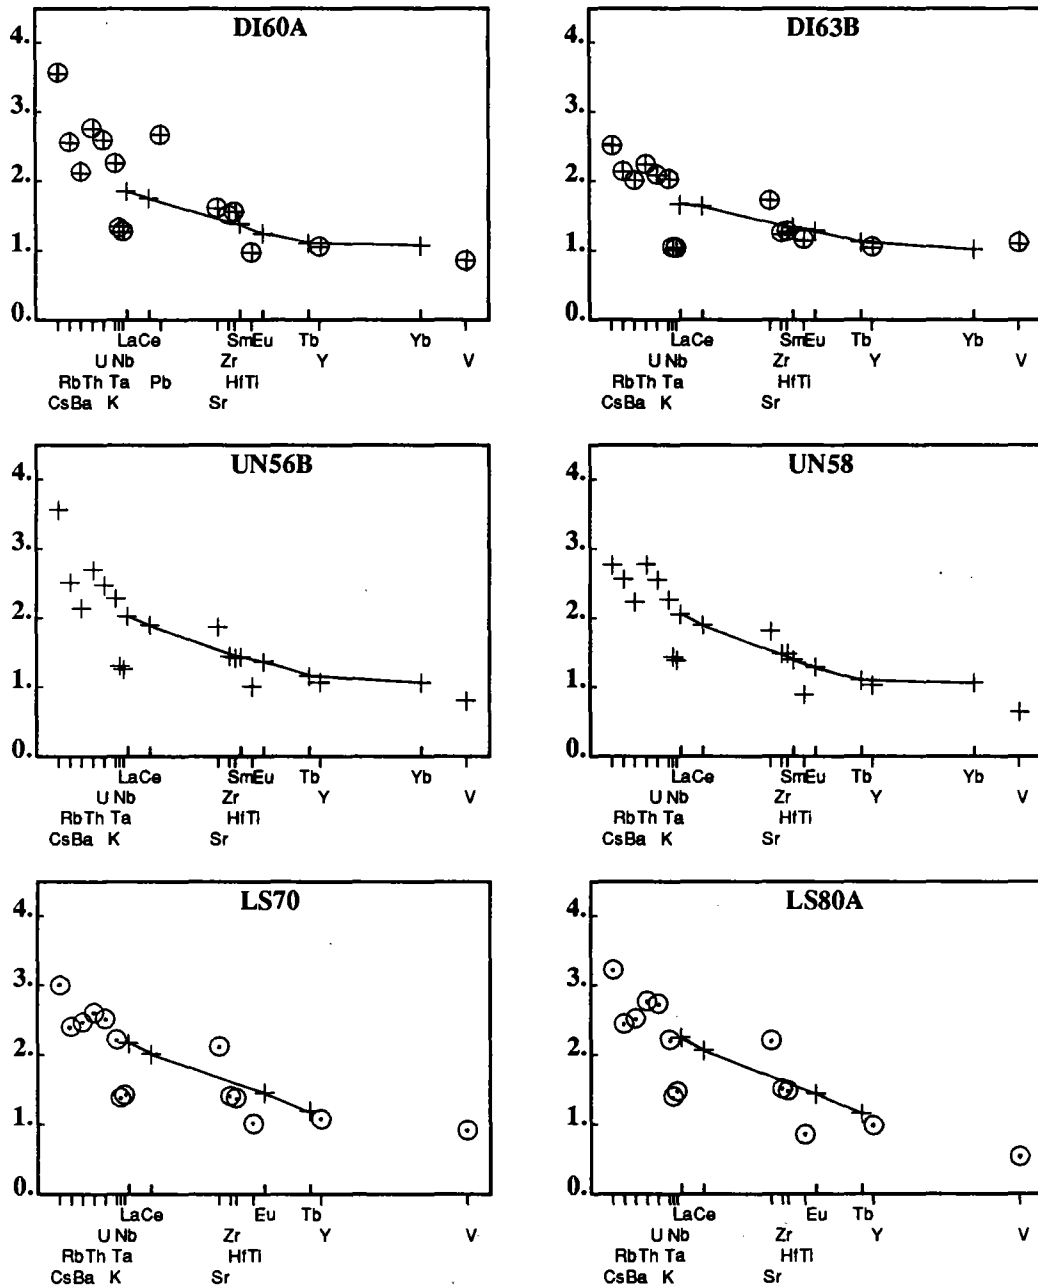 DI60A
4.
3.
2.
1.
0.
LaCe SmEu Tb Yb
U Nb Zr Y V
RbTh Ta Pb HfTi
CsBa K Sr
DI63B
LaCe SmEu Tb Yb
U Nb Zr Y V
RbTh Ta HfTi
CsBa K Sr
UN56B
4.
3.
2.
1.
0.
LaCe SmEu Tb Yb
U Nb Zr Y V
RbTh Ta HfTi
CsBa K Sr
UN58
4.
3.
2.
1.
0.
LaCe SmEu Tb Yb
U Nb Zr Y V
RbTh Ta HfTi
CsBa K Sr
LS70
4.
3.
2.
1.
0.
LaCe Eu Tb
U Nb Zr Y V
RbTh Ta HfTi
CsBa K Sr
LS80A
4.
3.
2.
1.
0.
LaCe Eu Tb
U Nb Zr Y V
RbTh Ta HfTi
CsBa K Sr